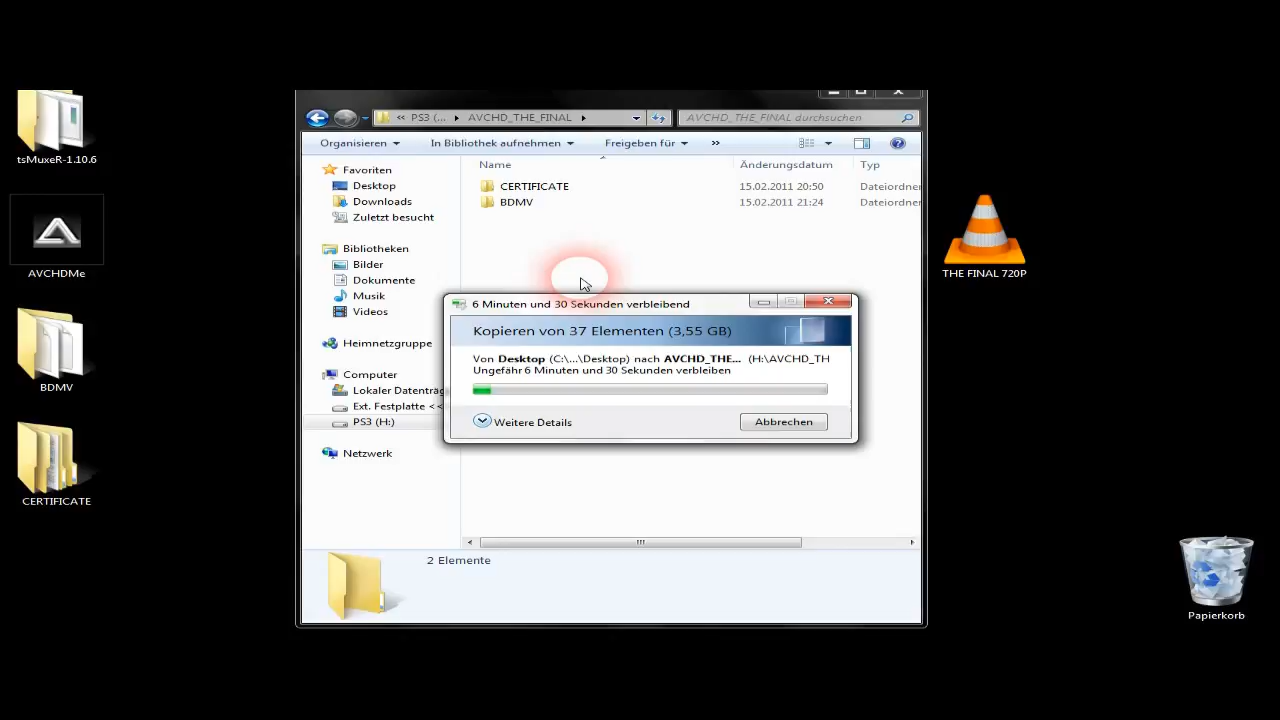 tsMuxeR-1.10.6
AVCHDMe
BDMV
CERTIFICATE
« PS3 (... ▸ AVCHD_THE_FINAL ▸
AVCHD_THE_FINAL durchsuchen
Organisieren In Bibliothek aufnehmen Freigeben für »
Name Änderungsdatum Typ
CERTIFICATE 15.02.2011 20:50 Dateiordner
BDMV 15.02.2011 21:24 Dateiordner
Favoriten
Desktop
Downloads
Zuletzt besucht
Bibliotheken
Bilder
Dokumente
Musik
Videos
Heimnetzgruppe
Computer
Lokaler Datenträg
Ext. Festplatte <<
PS3 (H:)
Netzwerk
6 Minuten und 30 Sekunden verbleibend
Kopieren von 37 Elementen (3,55 GB)
Von Desktop (C:\...\Desktop) nach AVCHD_THE... (H:\AVCHD_TH
Ungefähr 6 Minuten und 30 Sekunden verbleiben
Weitere Details
Abbrechen
2 Elemente
THE FINAL 720P
Papierkorb